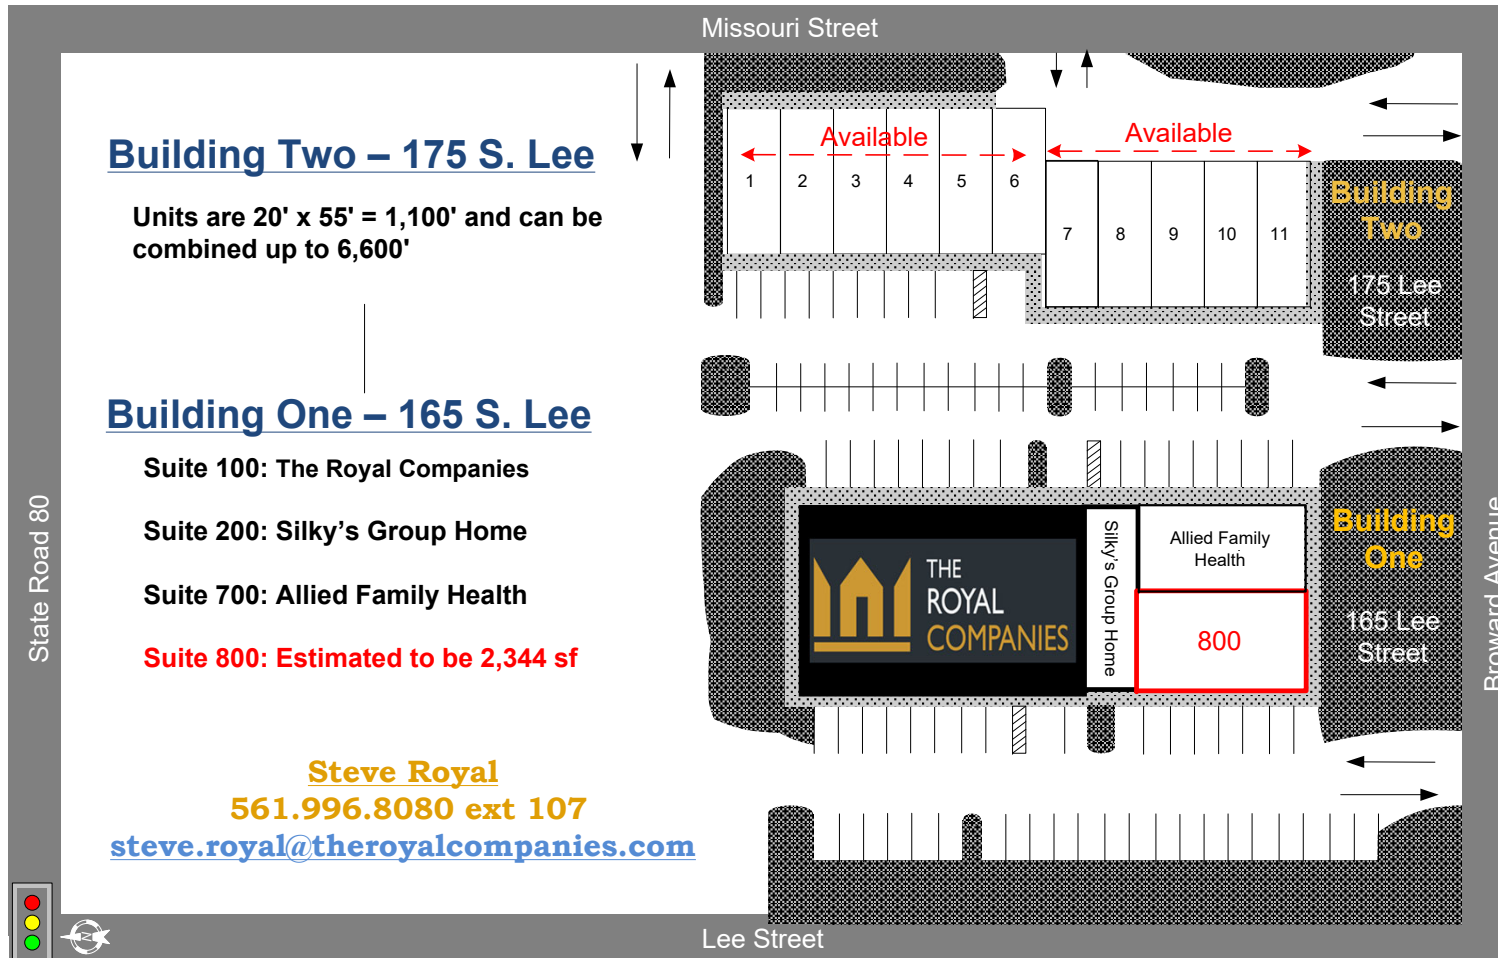 Missouri Street
Building Two – 175 S. Lee
Units are 20' x 55' = 1,100' and can be
combined up to 6,600'
Available
Available
1 2 3 4 5 6
7 8 9 10 11
Building
Two
175 Lee
Street
Building One – 165 S. Lee
Suite 100: The Royal Companies
Suite 200: Silky’s Group Home
Suite 700: Allied Family Health
Suite 800: Estimated to be 2,344 sf
THE
ROYAL
COMPANIES
Silky’s Group Home
Allied Family
Health
800
Building
One
165 Lee
Street
State Road 80
Broward Avenue
Steve Royal
561.996.8080 ext 107
steve.royal@theroyalcompanies.com
N
Lee Street